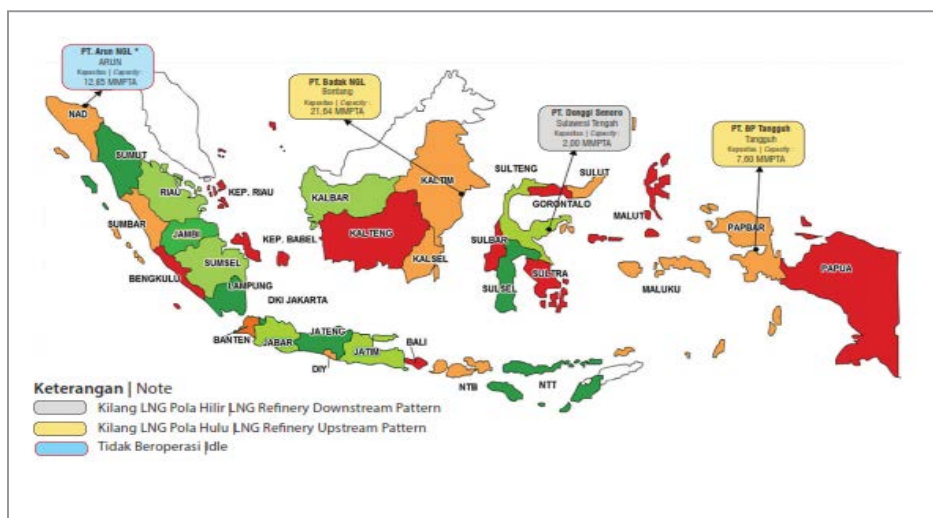 PT. Arun NGL *
ARUN
Kapasitas | Capacity :
12,85 MMPTA
PT. Badak NGL
Bontang
Kapasitas | Capacity :
21,64 MMPTA
PT. Donggi Senoro
Sulawesi Tengah
Kapasitas | Capacity :
2,00 MMPTA
PT. BP Tangguh
Tangguh
Kapasitas | Capacity :
7,60 MMPTA
NAD
SUMUT
RIAU
KEP. RIAU
SUMBAR
JAMBI
KEP. BABEL
SUMSEL
BENGKULU
LAMPUNG
DKI JAKARTA
BANTEN
JABAR
JATENG
DIY
JATIM
BALI
NTB
NTT
KALBAR
KALTIM
KALTENG
KALSEL
SULTENG
SULUT
GORONTALO
SULBAR
SULSEL
SULTRA
MALUT
MALUKU
PAPBAR
PAPUA
Keterangan | Note
Kilang LNG Pola Hilir |LNG Refinery Downstream Pattern
Kilang LNG Pola Hulu |LNG Refinery Upstream Pattern
Tidak Beroperasi |Idle